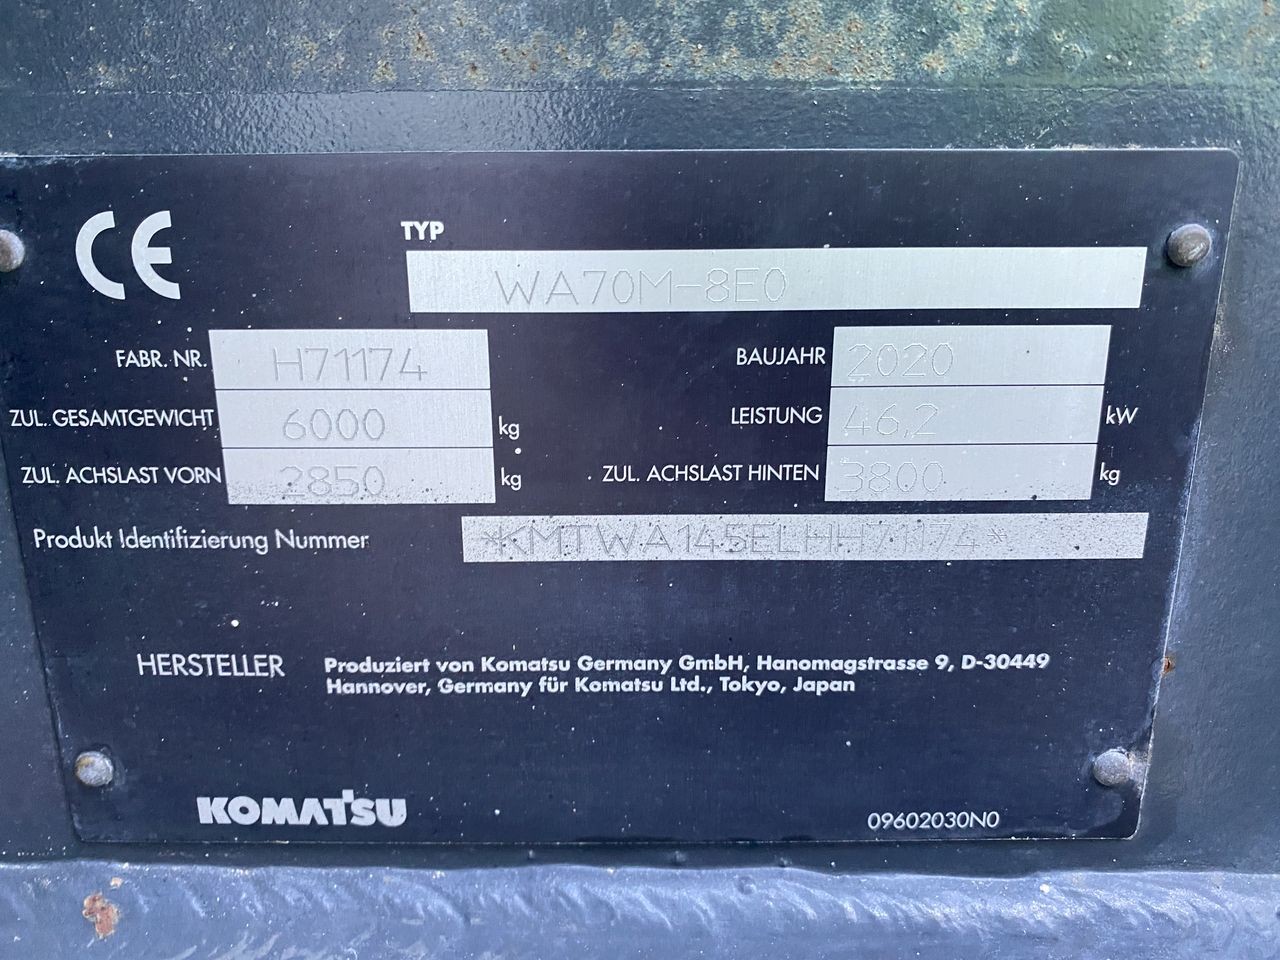 CE
TYP
WA70M-8E0
FABR. NR. H71174 BAUJAHR 2020
ZUL. GESAMTGEWICHT 6000 kg LEISTUNG 46,2 kW
ZUL. ACHSLAST VORN 2850 kg ZUL. ACHSLAST HINTEN 3800 kg
Produkt Identifizierung Nummer *KMTWA145ELHH71174*
HERSTELLER Produziert von Komatsu Germany GmbH, Hanomagstrasse 9, D-30449
Hannover, Germany für Komatsu Ltd., Tokyo, Japan
KOMATSU 09602030N0